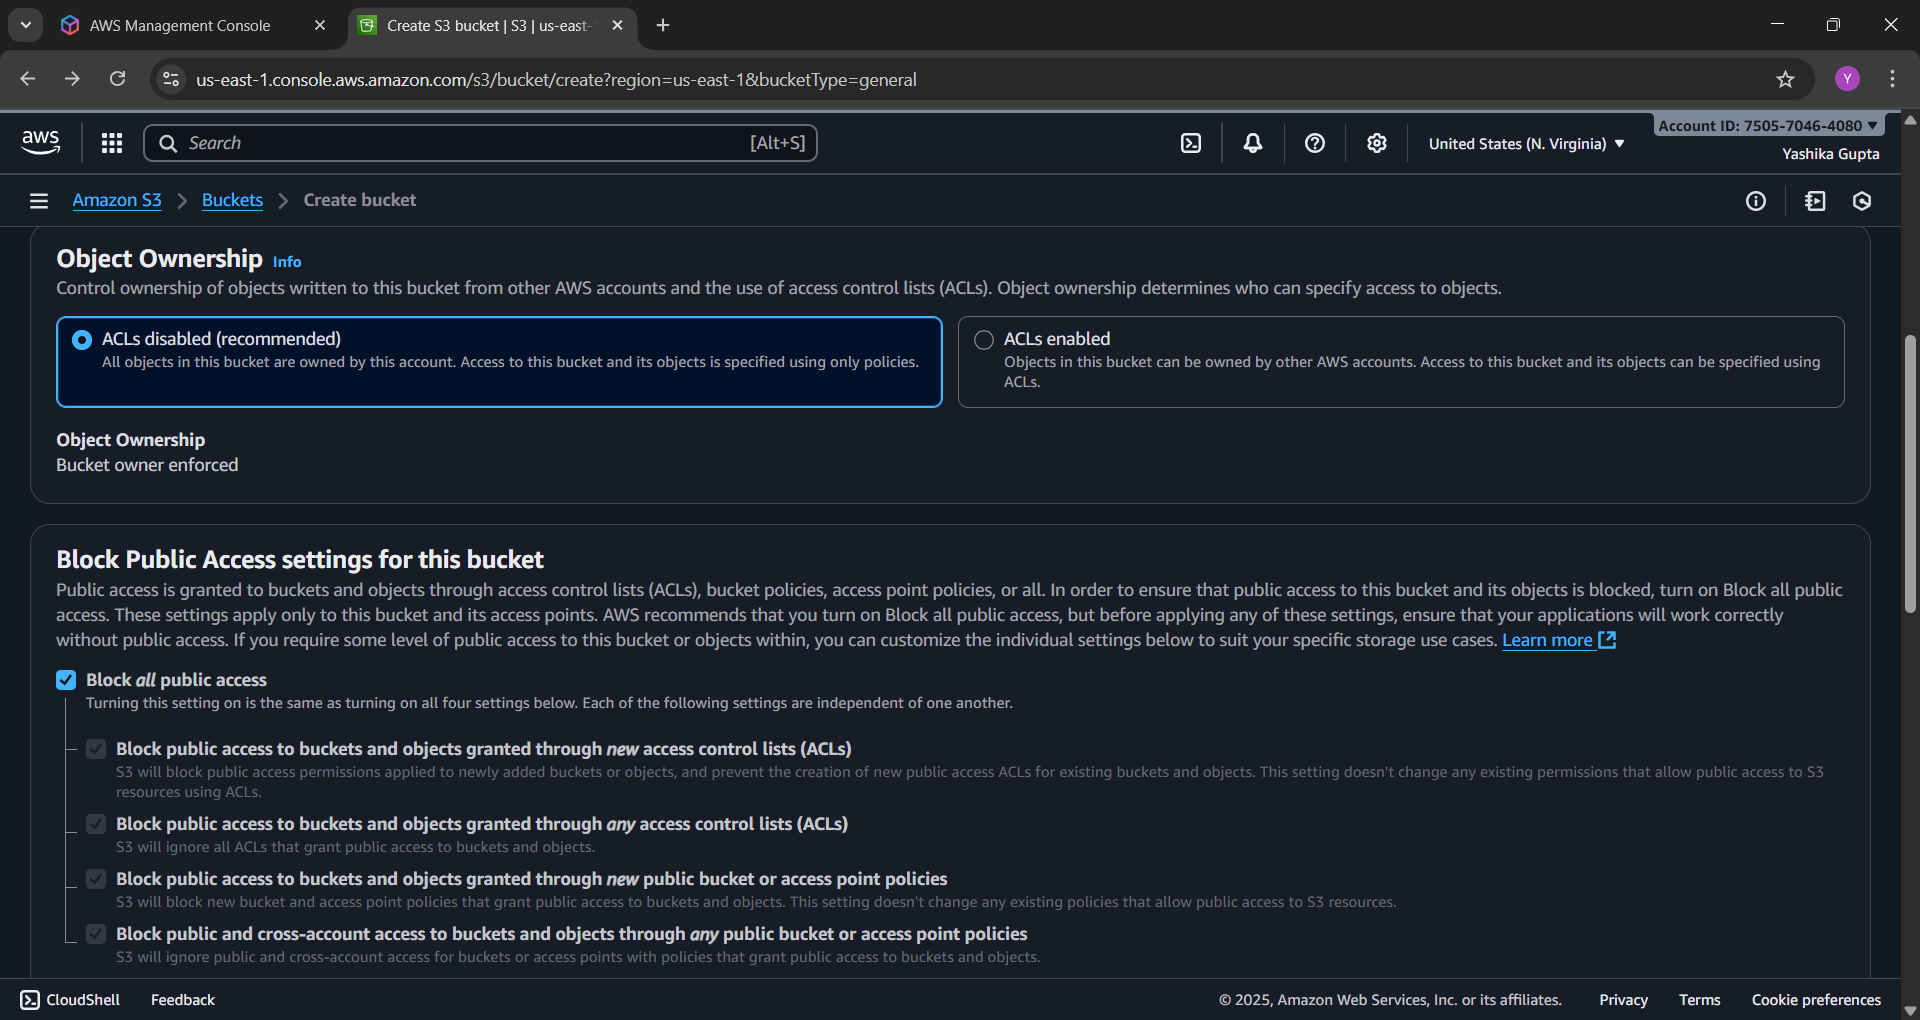 AWS Management Console
Create S3 bucket | S3 | us-east-
us-east-1.console.aws.amazon.com/s3/bucket/create?region=us-east-1&bucketType=general
Y
aws
Search
[Alt+S]
United States (N. Virginia)
Account ID: 7505-7046-4080
Yashika Gupta
Amazon S3
Buckets
Create bucket
Object Ownership Info
Control ownership of objects written to this bucket from other AWS accounts and the use of access control lists (ACLs). Object ownership determines who can specify access to objects.
ACLs disabled (recommended)
All objects in this bucket are owned by this account. Access to this bucket and its objects is specified using only policies.
ACLs enabled
Objects in this bucket can be owned by other AWS accounts. Access to this bucket and its objects can be specified using
ACLs.
Object Ownership
Bucket owner enforced
Block Public Access settings for this bucket
Public access is granted to buckets and objects through access control lists (ACLs), bucket policies, access point policies, or all. In order to ensure that public access to this bucket and its objects is blocked, turn on Block all public
access. These settings apply only to this bucket and its access points. AWS recommends that you turn on Block all public access, but before applying any of these settings, ensure that your applications will work correctly
without public access. If you require some level of public access to this bucket or objects within, you can customize the individual settings below to suit your specific storage use cases. Learn more
Block all public access
Turning this setting on is the same as turning on all four settings below. Each of the following settings are independent of one another.
Block public access to buckets and objects granted through new access control lists (ACLs)
S3 will block public access permissions applied to newly added buckets or objects, and prevent the creation of new public access ACLs for existing buckets and objects. This setting doesn't change any existing permissions that allow public access to S3
resources using ACLs.
Block public access to buckets and objects granted through any access control lists (ACLs)
S3 will ignore all ACLs that grant public access to buckets and objects.
Block public access to buckets and objects granted through new public bucket or access point policies
S3 will block new bucket and access point policies that grant public access to buckets and objects. This setting doesn't change any existing policies that allow public access to S3 resources.
Block public and cross-account access to buckets and objects through any public bucket or access point policies
S3 will ignore public and cross-account access for buckets or access points with policies that grant public access to buckets and objects.
CloudShell
Feedback
© 2025, Amazon Web Services, Inc. or its affiliates.
Privacy
Terms
Cookie preferences